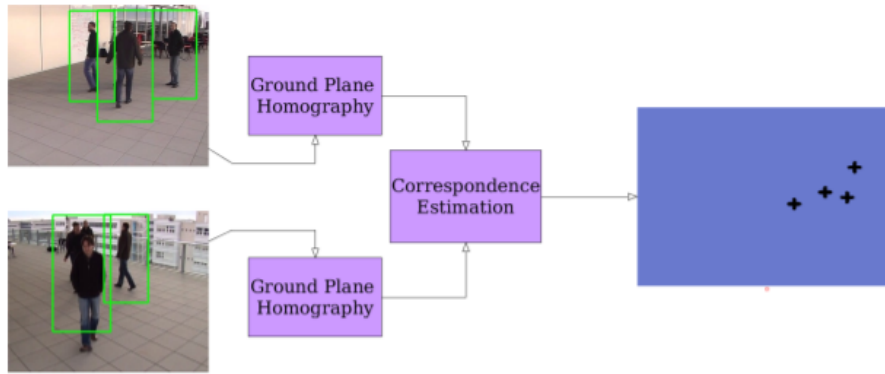 Ground Plane
Homography
Correspondence
Estimation
Ground Plane
Homography